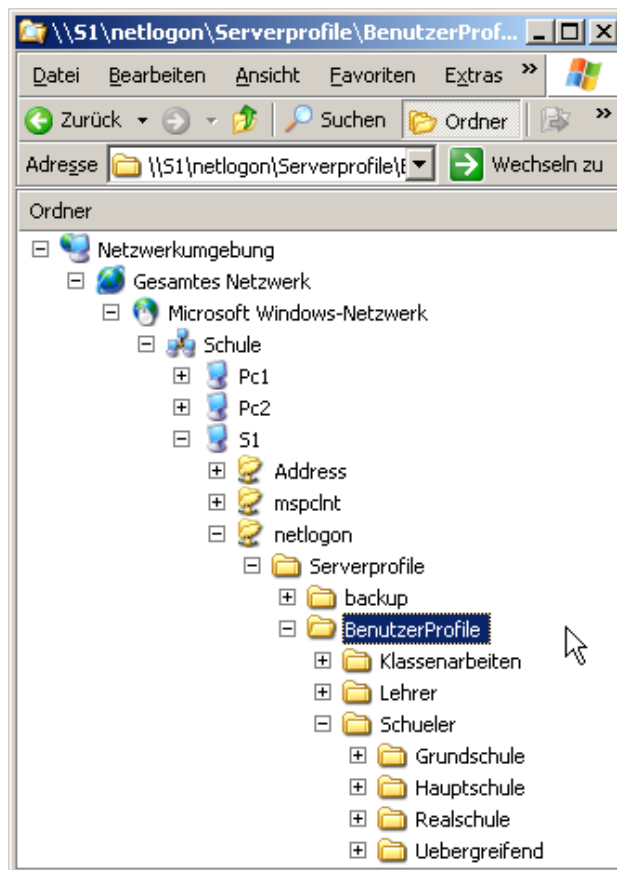 \\S1\netlogon\Serverprofile\BenutzerProf...
Datei Bearbeiten Ansicht Favoriten Extras »
Zurück Suchen Ordner »
Adresse \\S1\netlogon\Serverprofile\E Wechseln zu
Ordner
Netzwerkumgebung
Gesamtes Netzwerk
Microsoft Windows-Netzwerk
Schule
Pc1
Pc2
S1
Address
mspclnt
netlogon
Serverprofile
backup
BenutzerProfile
Klassenarbeiten
Lehrer
Schueler
Grundschule
Hauptschule
Realschule
Uebergreifend